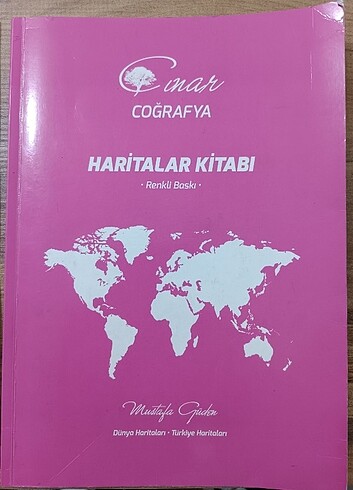 Çınar
COĞRAFYA
HARİTALAR KİTABI
• Renkli Baskı •
Mustafa Güden
Dünya Haritaları • Türkiye Haritaları